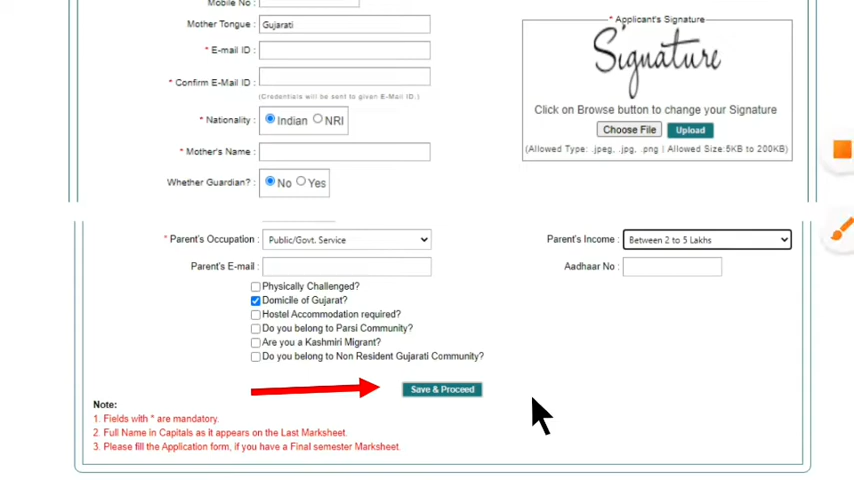 Mobile No :
Mother Tongue : Gujarati
* E-mail ID :
* Confirm E-Mail ID :
(Credentials will be sent to given E-Mail ID.)
* Nationality : Indian NRI
* Mother's Name :
Whether Guardian? : No Yes
* Applicant's Signature
Signature
Click on Browse button to change your Signature
Choose File Upload
(Allowed Type: .jpeg, .jpg, .png | Allowed Size:5KB to 200KB)
* Parent's Occupation : Public/Govt. Service Parent's Income : Between 2 to 5 Lakhs
Parent's E-mail : Aadhaar No :
Physically Challenged?
Domicile of Gujarat?
Hostel Accommodation required?
Do you belong to Parsi Community?
Are you a Kashmiri Migrant?
Do you belong to Non Resident Gujarati Community?
Save & Proceed
Note:
1. Fields with * are mandatory.
2. Full Name in Capitals as it appears on the Last Marksheet.
3. Please fill the Application form, if you have a Final semester Marksheet